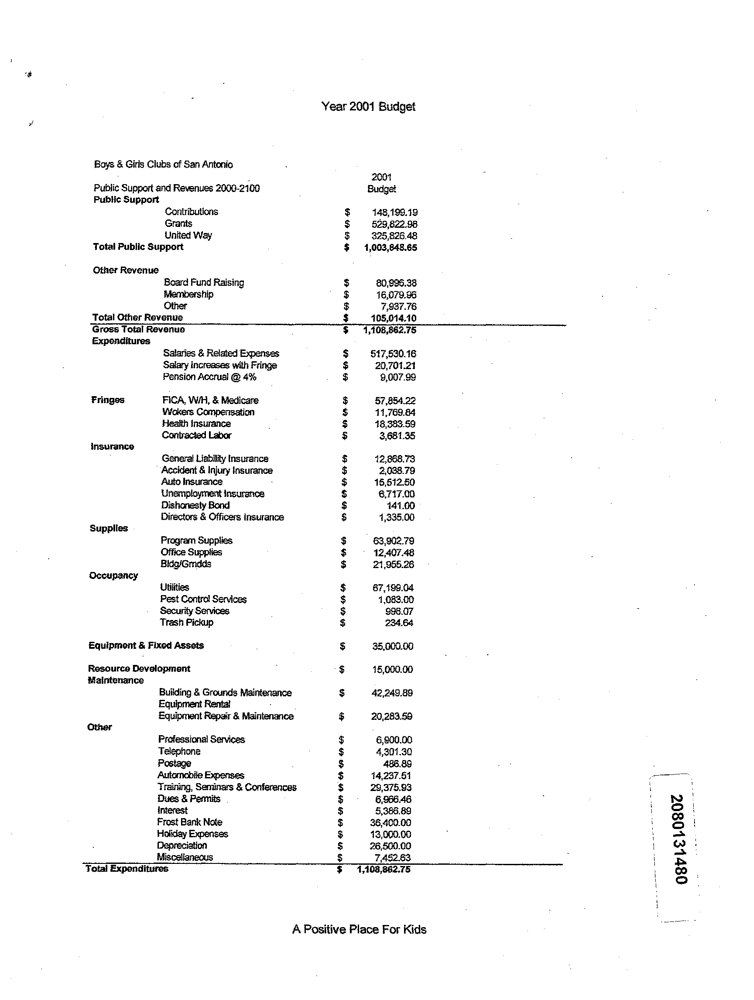 Year 2001 Budget
Boys & Girls Clubs of San Antonio
2001
Public Support and Revenues 2000-2100 Budget
Public Support
Contributions $ 148,199.19
Grants $ 529,822.98
United Way $ 325,826.48
Total Public Support $ 1,003,848.65
Other Revenue
Board Fund Raising $ 80,996.38
Membership $ 16,079.96
Other $ 7,937.76
Total Other Revenue $ 105,014.10
Gross Total Revenue $ 1,108,862.75
Expenditures
Salaries & Related Expenses $ 517,530.16
Salary Increases with Fringe $ 20,701.21
Pension Accrual @ 4% $ 9,007.99
Fringes FICA, W/H, & Medicare $ 57,854.22
Wokers Compensation $ 11,769.64
Health Insurance $ 18,383.59
Contracted Labor $ 3,681.35
Insurance
General Liability Insurance $ 12,868.73
Accident & Injury Insurance $ 2,038.79
Auto Insurance $ 15,512.50
Unemployment Insurance $ 6,717.00
Dishonesty Bond $ 141.00
Directors & Officers Insurance $ 1,335.00
Supplies
Program Supplies $ 63,902.79
Office Supplies $ 12,407.48
Bldg/Grndds $ 21,955.26
Occupancy
Utilities $ 67,199.04
Pest Control Services $ 1,083.00
Security Services $ 998.07
Trash Pickup $ 234.64
Equipment & Fixed Assets $ 35,000.00
Resource Development $ 15,000.00
Maintenance
Building & Grounds Maintenance $ 42,249.89
Equipment Rental
Equipment Repair & Maintenance $ 20,283.59
Other
Professional Services $ 6,900.00
Telephone $ 4,301.30
Postage $ 486.89
Automobile Expenses $ 14,237.51
Training, Seminars & Conferences $ 29,375.93
Dues & Permits $ 6,966.46
Interest $ 5,386.89
Frost Bank Note $ 36,400.00
Holiday Expenses $ 13,000.00
Depreciation $ 26,500.00
Miscellaneous $ 7,452.63
Total Expenditures $ 1,108,862.75
A Positive Place For Kids
2080131480